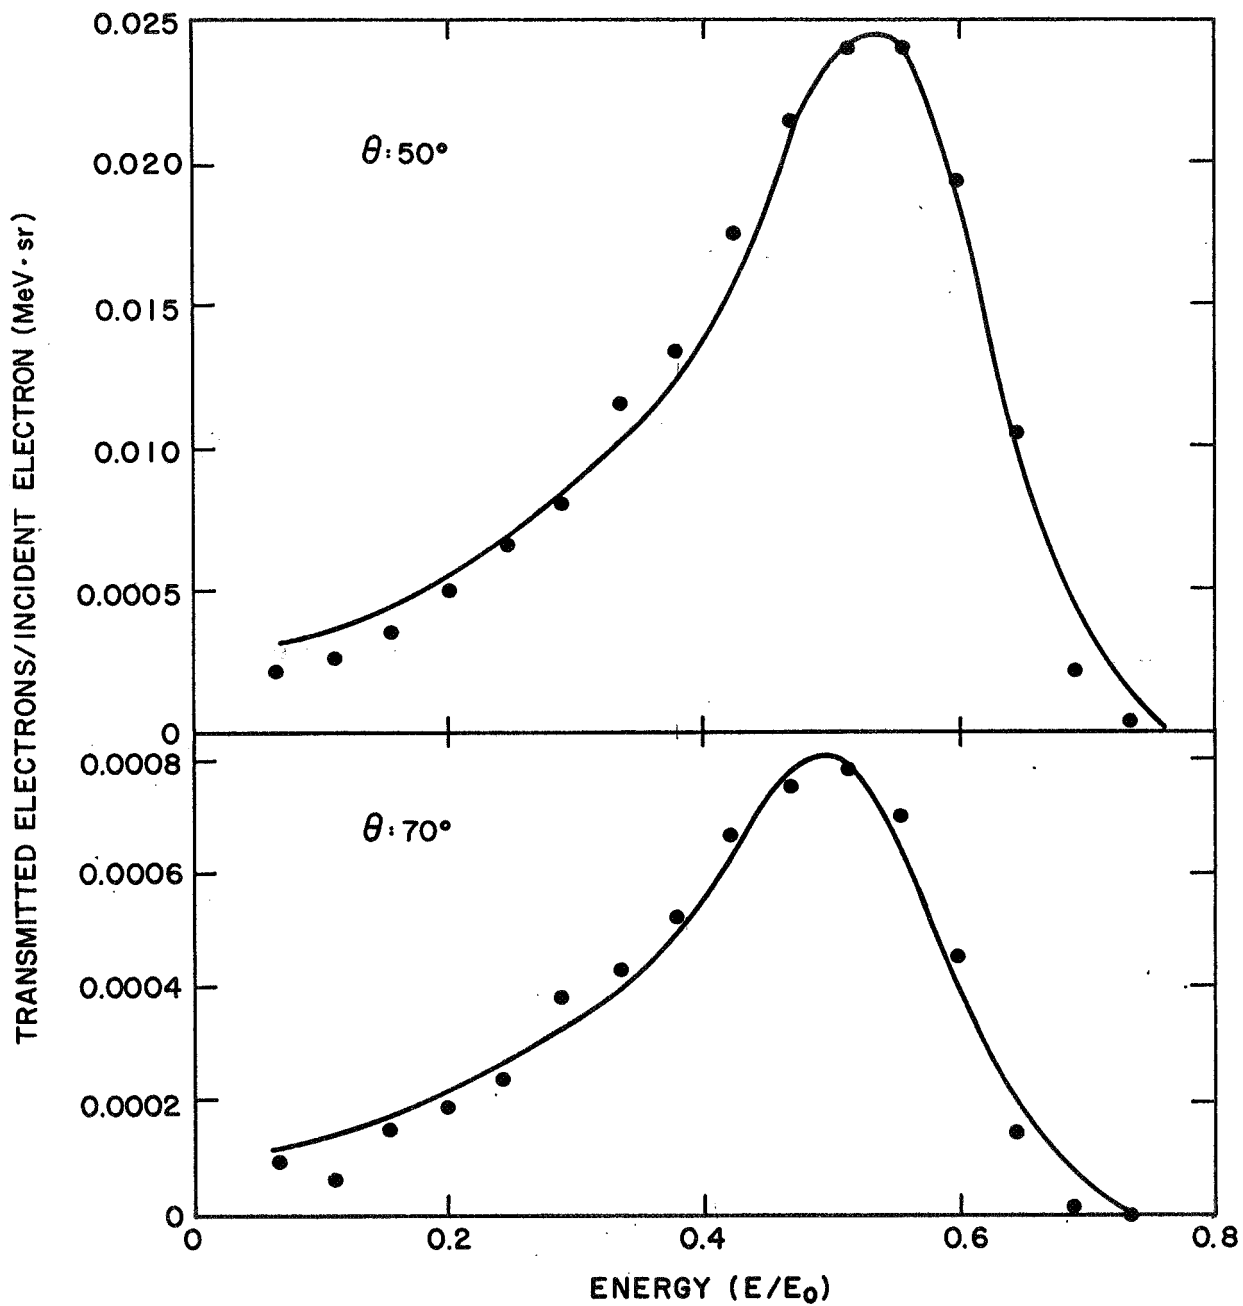 TRANSMITTED ELECTRONS/INCIDENT ELECTRON (MeV·sr)
0.025
θ:50°
0.020
0.015
0.010
0.0005
0
0.0008
θ:70°
0.0006
0.0004
0.0002
0
0 0.2 0.4 0.6 0.8
ENERGY (E/E₀)